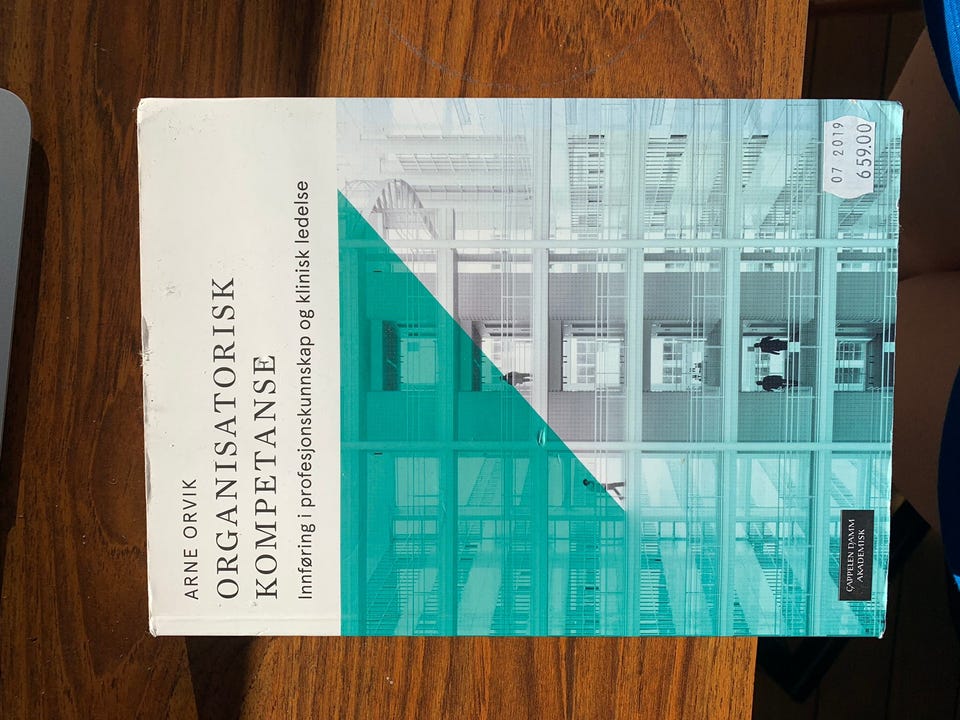 ARNE ORVIK
ORGANISATORISK
KOMPETANSE
Innføring i profesjonskunnskap og klinisk ledelse
07 2019
659.00
CAPPELEN DAMM
AKADEMISK